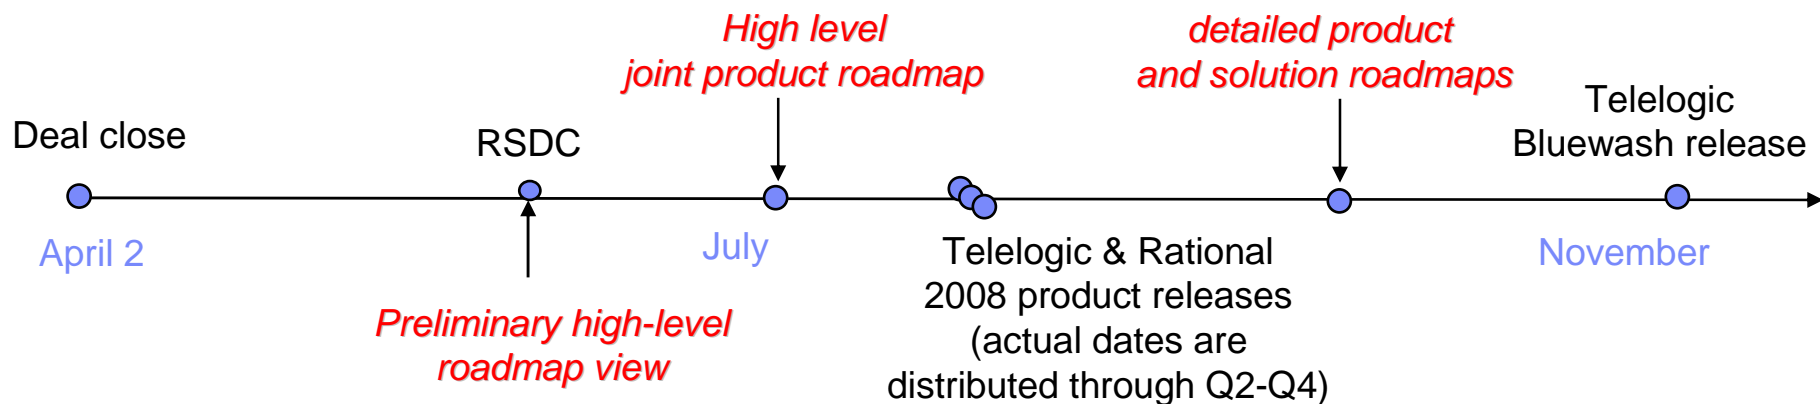 High level
joint product roadmap
detailed product
and solution roadmaps
Deal close
RSDC
Telelogic
Bluewash release
April 2
July
November
Preliminary high-level
roadmap view
Telelogic & Rational
2008 product releases
(actual dates are
distributed through Q2-Q4)